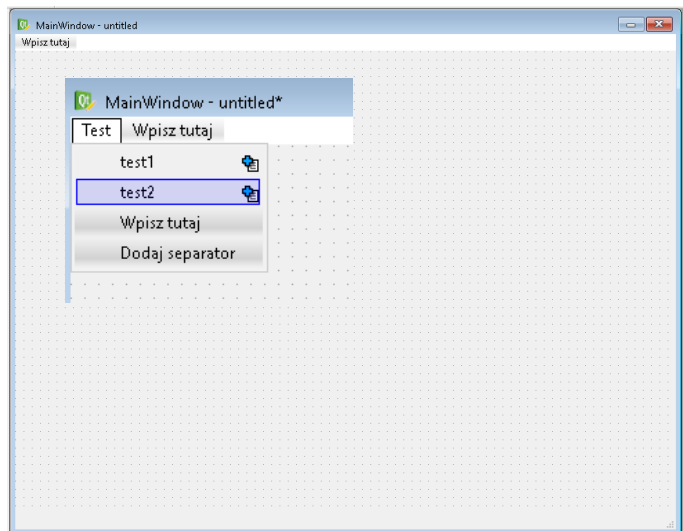 MainWindow - untitled
Wpisz tutaj
MainWindow - untitled*
Test Wpisz tutaj
test1
test2
Wpisz tutaj
Dodaj separator